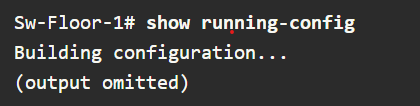 Sw-Floor-1# show running-config
Building configuration...
(output omitted)